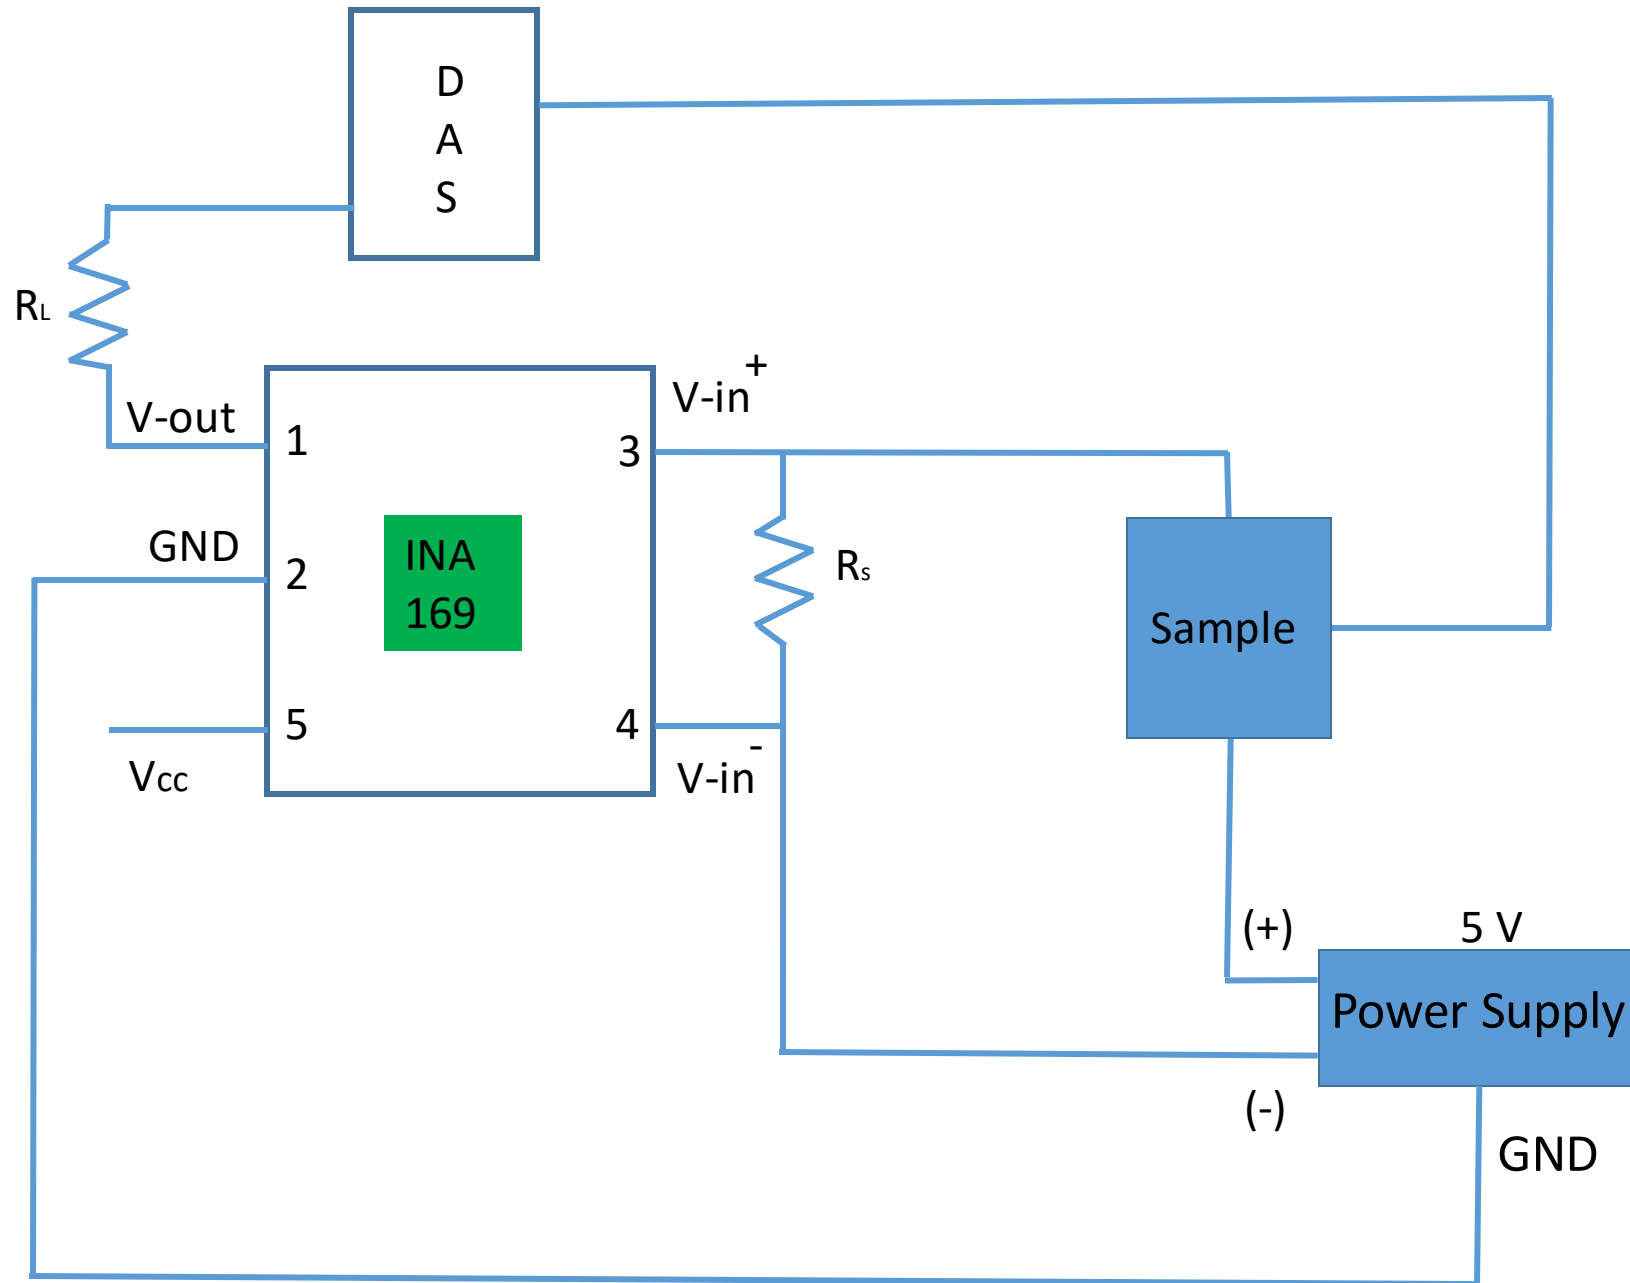 D
A
S
RL
V-out
V-in+
1
3
GND
2
INA
169
Rs
Sample
5
4
Vcc
V-in-
(+)
5 V
Power Supply
(-)
GND